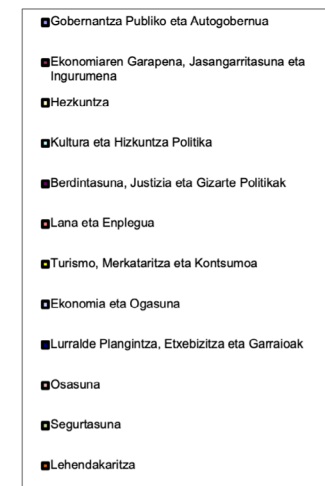 Gobernantza Publiko eta Autogobernua
Ekonomiaren Garapena, Jasangarritasuna eta
Ingurumena
Hezkuntza
Kultura eta Hizkuntza Politika
Berdintasuna, Justizia eta Gizarte Politikak
Lana eta Enplegua
Turismo, Merkataritza eta Kontsumoa
Ekonomia eta Ogasuna
Lurralde Plangintza, Etxebizitza eta Garraioak
Osasuna
Segurtasuna
Lehendakaritza